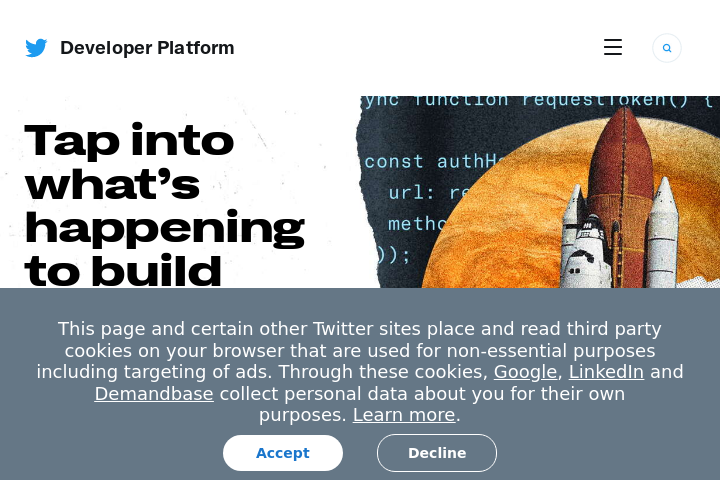 Developer Platform
Tap into
what’s
happening
to build
const authH
url: re
metho
));
This page and certain other Twitter sites place and read third party
cookies on your browser that are used for non-essential purposes
including targeting of ads. Through these cookies, Google, LinkedIn and
Demandbase collect personal data about you for their own
purposes. Learn more.
Accept
Decline